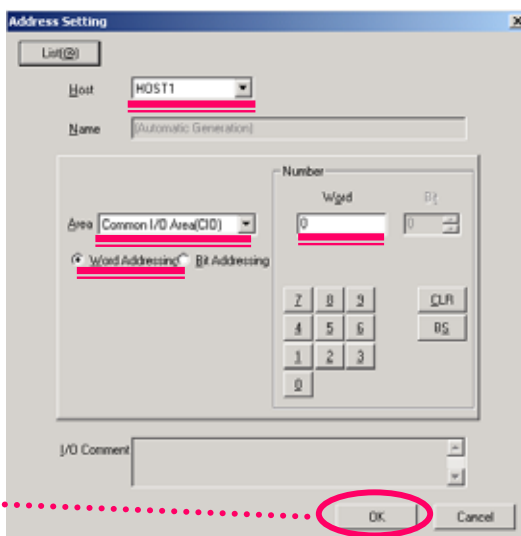 Address Setting
List(@)
Host HOST1
Name (Automatic Generation)
Number
Word Bit
Area Common I/O Area(CIO) 0 0
Word Addressing Bit Addressing
7 8 9 CLR
4 5 6 BS
1 2 3
0
I/O Comment
OK Cancel